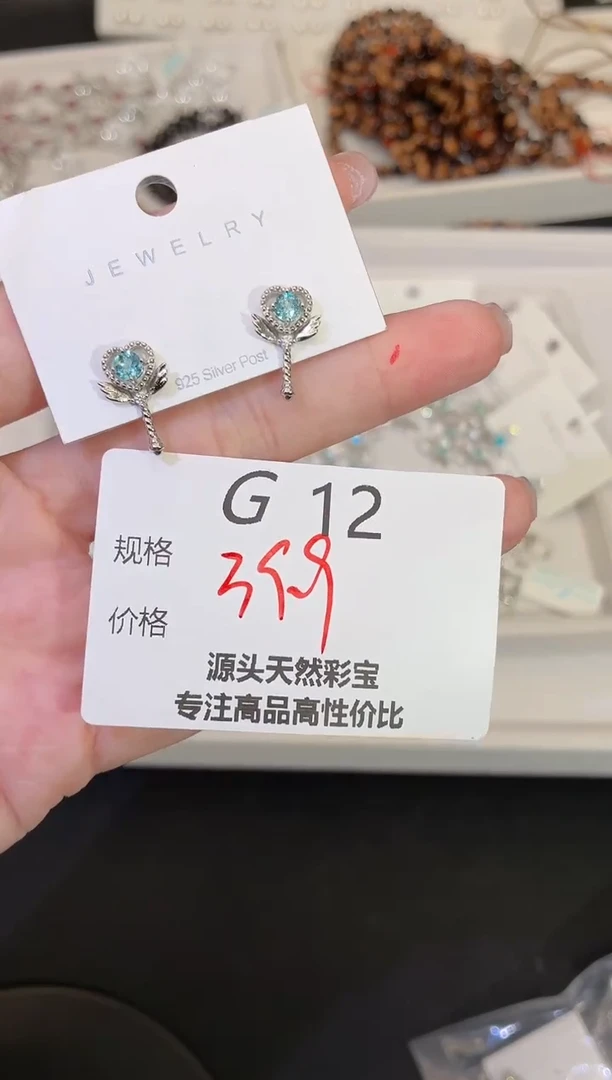 JEWELRY
925 Silver Post
G 12
规格
399
价格
源头天然彩宝
专注高品高性价比